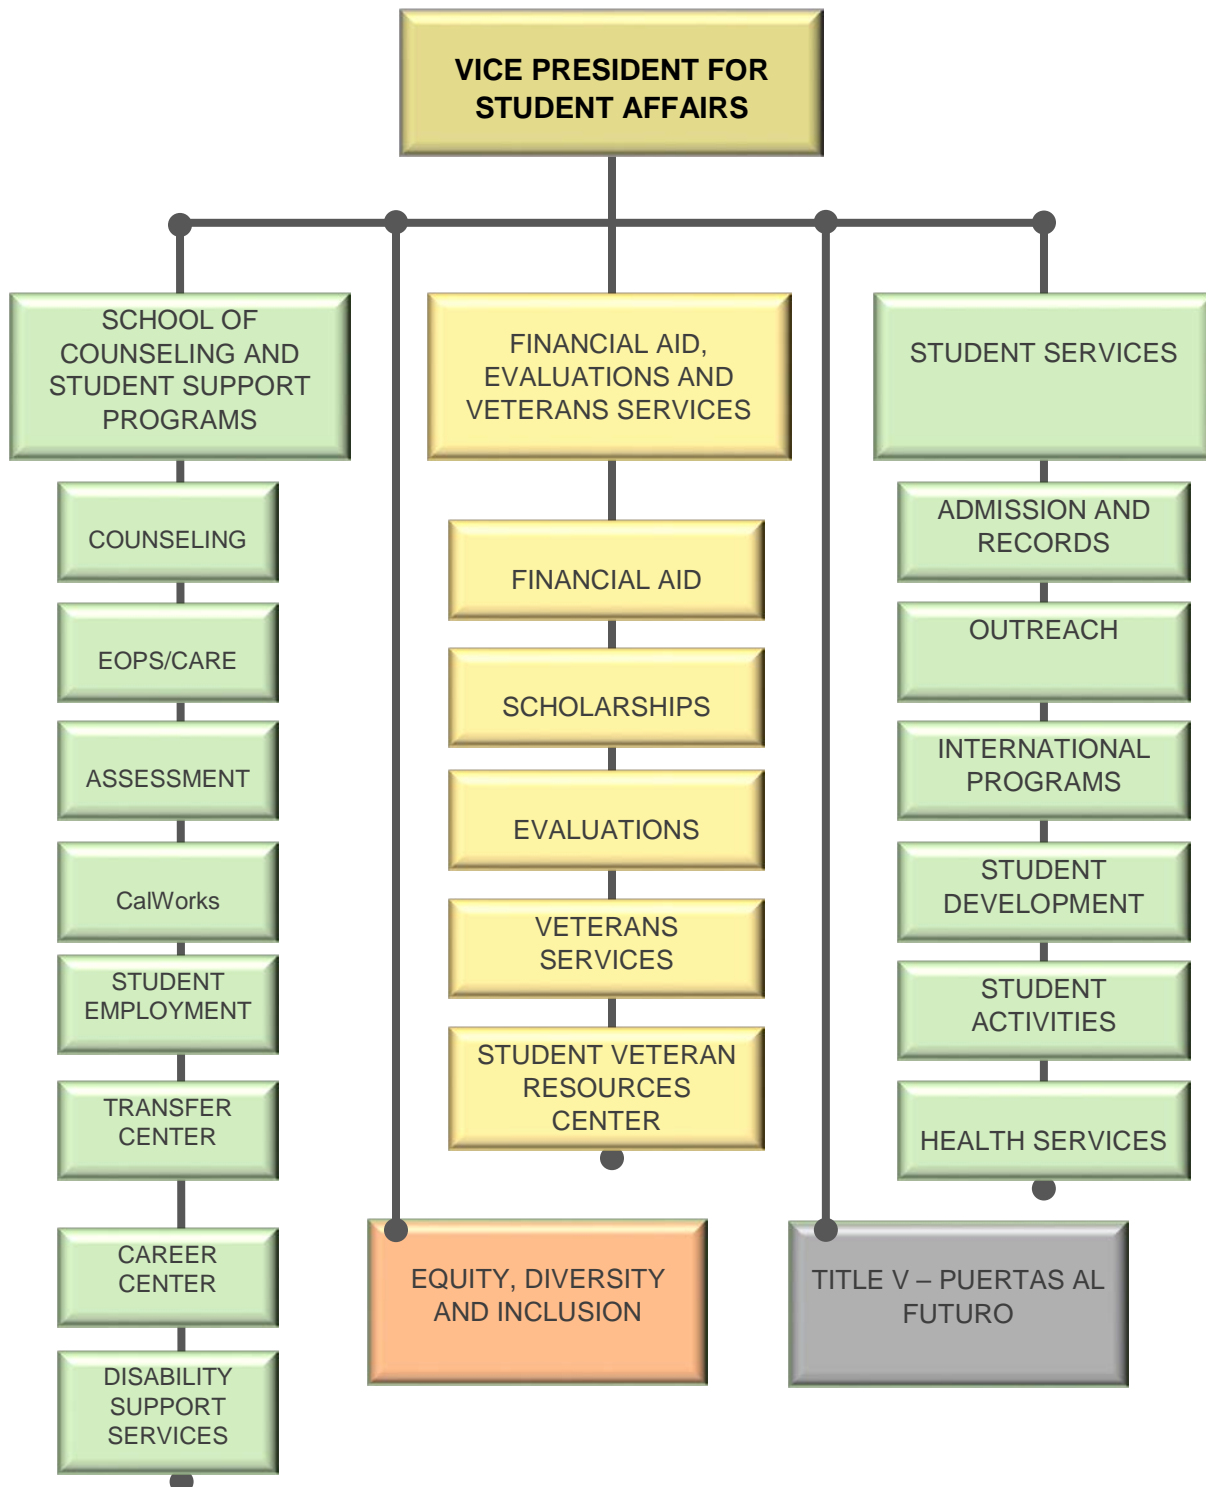 VICE PRESIDENT FOR
STUDENT AFFAIRS
SCHOOL OF
COUNSELING AND
STUDENT SUPPORT
PROGRAMS
COUNSELING
EOPS/CARE
ASSESSMENT
CalWorks
STUDENT
EMPLOYMENT
TRANSFER
CENTER
CAREER
CENTER
DISABILITY
SUPPORT
SERVICES
FINANCIAL AID,
EVALUATIONS AND
VETERANS SERVICES
FINANCIAL AID
SCHOLARSHIPS
EVALUATIONS
VETERANS
SERVICES
STUDENT VETERAN
RESOURCES
CENTER
STUDENT SERVICES
ADMISSION AND
RECORDS
OUTREACH
INTERNATIONAL
PROGRAMS
STUDENT
DEVELOPMENT
STUDENT
ACTIVITIES
HEALTH SERVICES
EQUITY, DIVERSITY
AND INCLUSION
TITLE V – PUERTAS AL
FUTURO